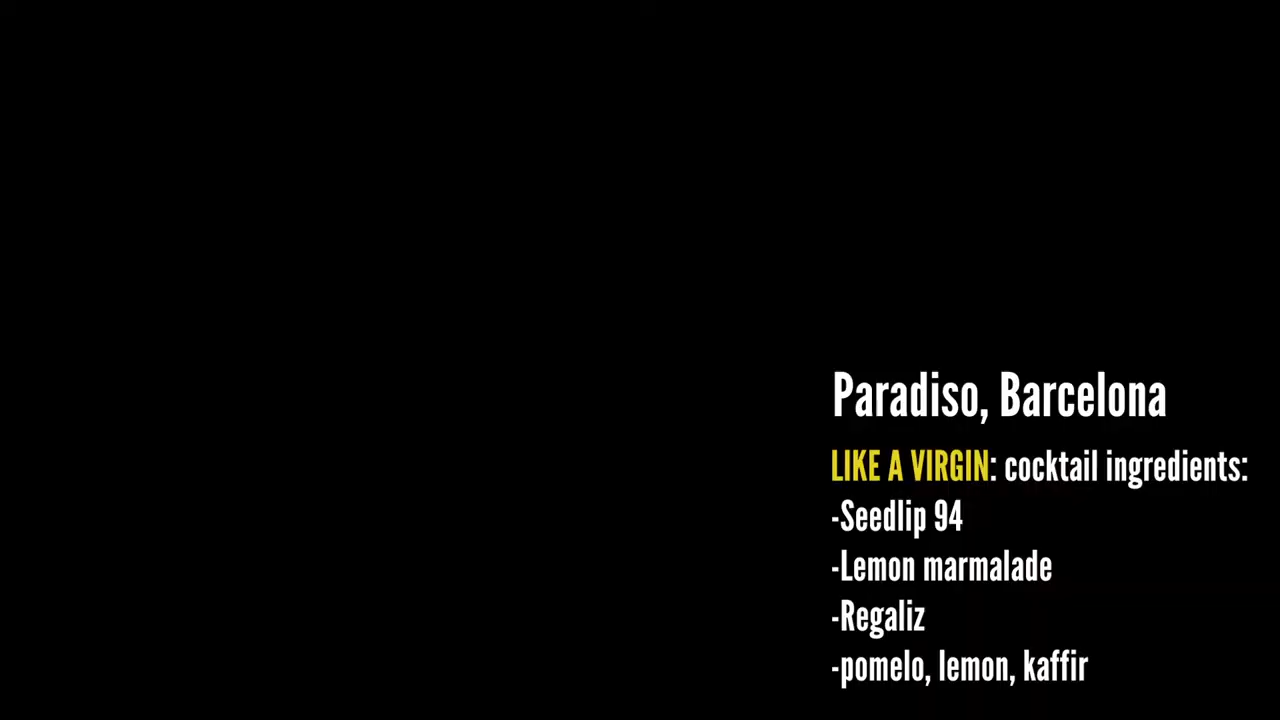 Paradiso, Barcelona
LIKE A VIRGIN: cocktail ingredients:
-Seedlip 94
-Lemon marmalade
-Regaliz
-pomelo, lemon, kaffir